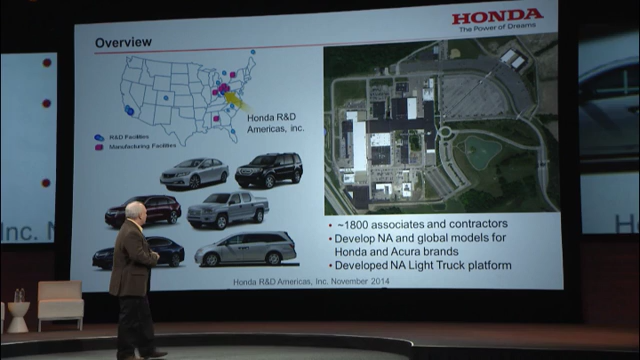 HONDA
The Power of Dreams
Overview
Honda R&D
Americas, inc.
R&D Facilities
Manufacturing Facilities
• ~1800 associates and contractors
• Develop NA and global models for
Honda and Acura brands
• Developed NA Light Truck platform
Honda R&D Americas, Inc. November 2014
nc. N